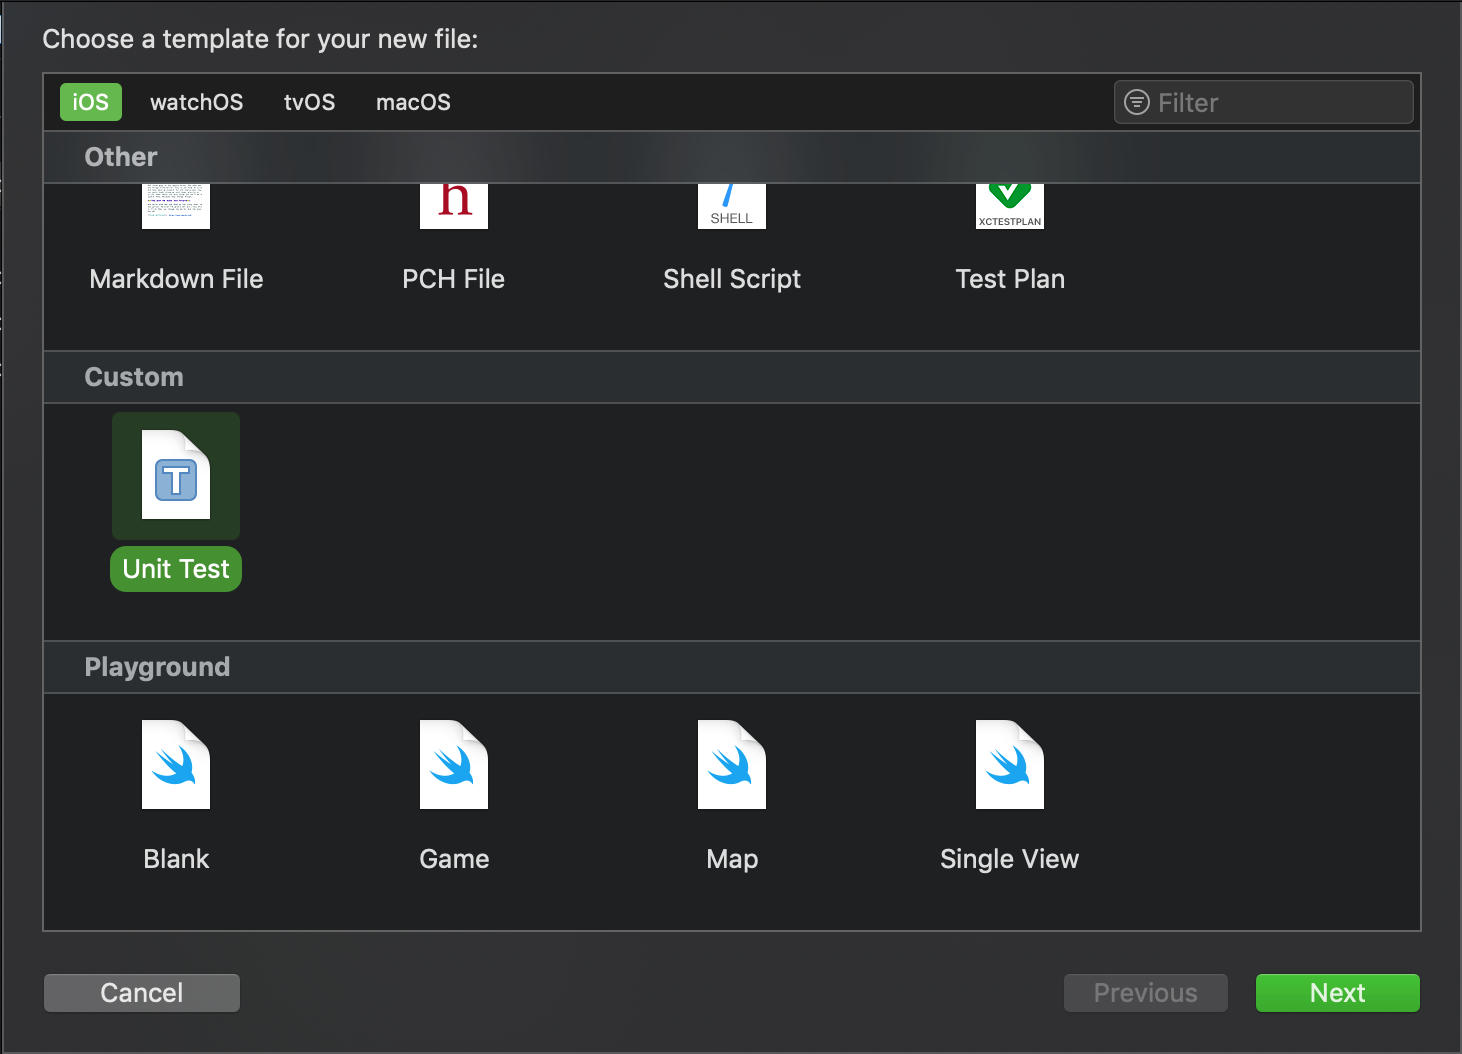 Choose a template for your new file:
iOS watchOS tvOS macOS Filter
Other
h SHELL XCTESTPLAN
Markdown File PCH File Shell Script Test Plan
Custom
T
Unit Test
Playground
Blank Game Map Single View
Cancel Previous Next